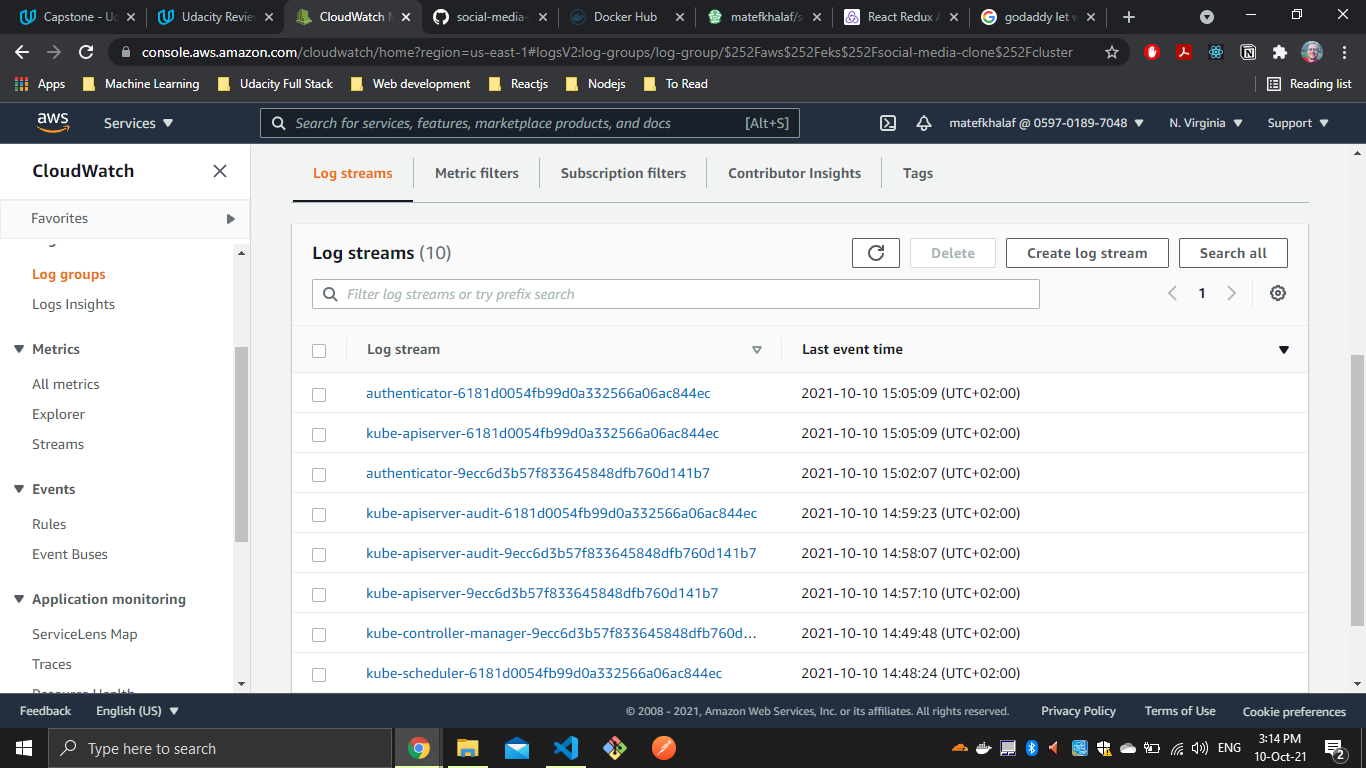 Capstone - U
Udacity Revie
CloudWatch M
social-media-
Docker Hub
matefkhalaf/s
React Redux A
godaddy let w
console.aws.amazon.com/cloudwatch/home?region=us-east-1#logsV2:log-groups/log-group/$252Faws$252Feks$252Fsocial-media-clone$252Fcluster
Apps
Machine Learning
Udacity Full Stack
Web development
Reactjs
Nodejs
To Read
Reading list
aws
Services
Search for services, features, marketplace products, and docs
[Alt+S]
matefkhalaf @ 0597-0189-7048
N. Virginia
Support
CloudWatch
Favorites
Log groups
Logs Insights
Metrics
All metrics
Explorer
Streams
Events
Rules
Event Buses
Application monitoring
ServiceLens Map
Traces
Resource Health
Log streams
Metric filters
Subscription filters
Contributor Insights
Tags
Log streams (10)
Delete
Create log stream
Search all
Filter log streams or try prefix search
1
Log stream
Last event time
authenticator-6181d0054fb99d0a332566a06ac844ec
2021-10-10 15:05:09 (UTC+02:00)
kube-apiserver-6181d0054fb99d0a332566a06ac844ec
2021-10-10 15:05:09 (UTC+02:00)
authenticator-9ecc6d3b57f833645848dfb760d141b7
2021-10-10 15:02:07 (UTC+02:00)
kube-apiserver-audit-6181d0054fb99d0a332566a06ac844ec
2021-10-10 14:59:23 (UTC+02:00)
kube-apiserver-audit-9ecc6d3b57f833645848dfb760d141b7
2021-10-10 14:58:07 (UTC+02:00)
kube-apiserver-9ecc6d3b57f833645848dfb760d141b7
2021-10-10 14:57:10 (UTC+02:00)
kube-controller-manager-9ecc6d3b57f833645848dfb760d...
2021-10-10 14:49:48 (UTC+02:00)
kube-scheduler-6181d0054fb99d0a332566a06ac844ec
2021-10-10 14:48:24 (UTC+02:00)
Feedback
English (US)
© 2008 - 2021, Amazon Web Services, Inc. or its affiliates. All rights reserved.
Privacy Policy
Terms of Use
Cookie preferences
Type here to search
ENG
3:14 PM
10-Oct-21
2